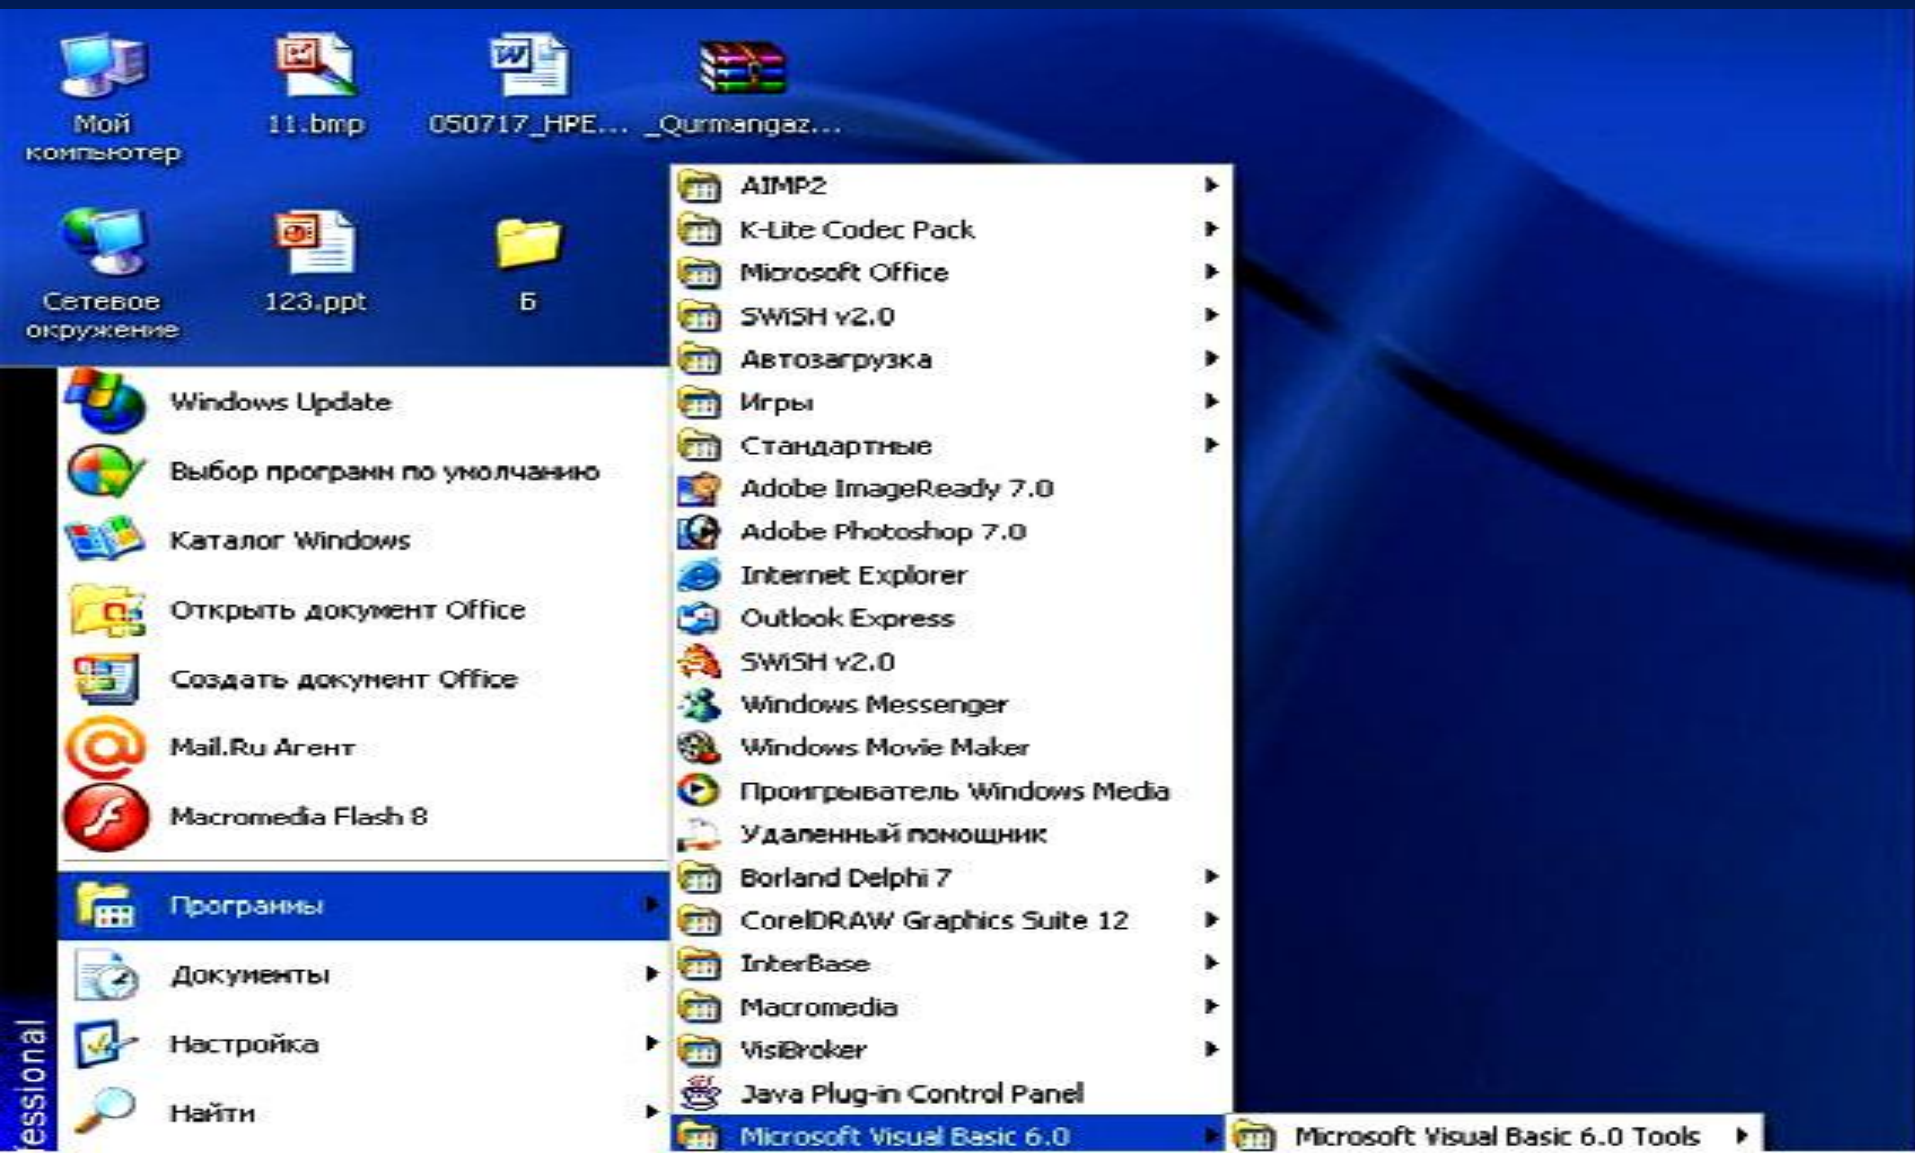 Мой
компьютер
11.bmp
050717_HPE...
_Qurmangaz...
Сетевое
окружение
123.ppt
Б
Windows Update
Выбор программ по умолчанию
Каталог Windows
Открыть документ Office
Создать документ Office
Mail.Ru Агент
Macromedia Flash 8
Программы
Документы
Настройка
Найти
fessional
AIMP2
K-Lite Codec Pack
Microsoft Office
SWiSH v2.0
Автозагрузка
Игры
Стандартные
Adobe ImageReady 7.0
Adobe Photoshop 7.0
Internet Explorer
Outlook Express
SWiSH v2.0
Windows Messenger
Windows Movie Maker
Проигрыватель Windows Media
Удаленный помощник
Borland Delphi 7
CorelDRAW Graphics Suite 12
InterBase
Macromedia
VisiBroker
Java Plug-in Control Panel
Microsoft Visual Basic 6.0
Microsoft Visual Basic 6.0 Tools